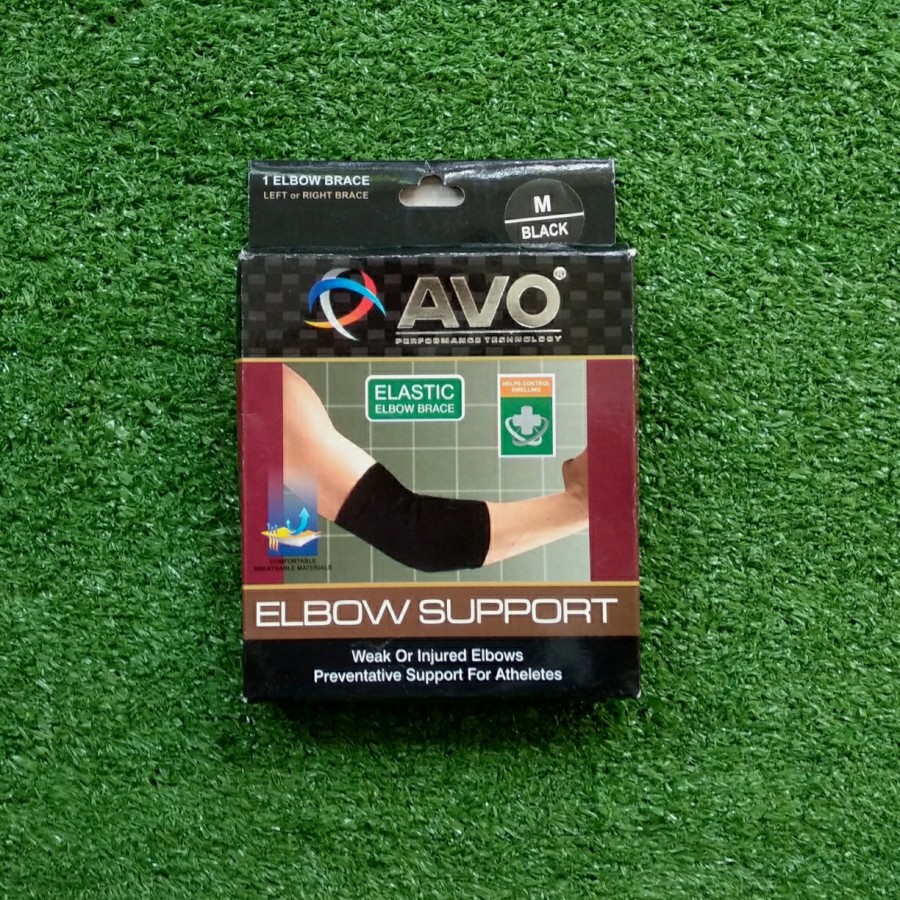 1 ELBOW BRACE
LEFT or RIGHT BRACE
M
BLACK
AVO®
PERFORMANCE TECHNOLOGY
ELASTIC
ELBOW BRACE
HELPS CONTROL
SWELLING
COMFORTABLE
BREATHABLE MATERIALS
ELBOW SUPPORT
Weak Or Injured Elbows
Preventative Support For Atheletes